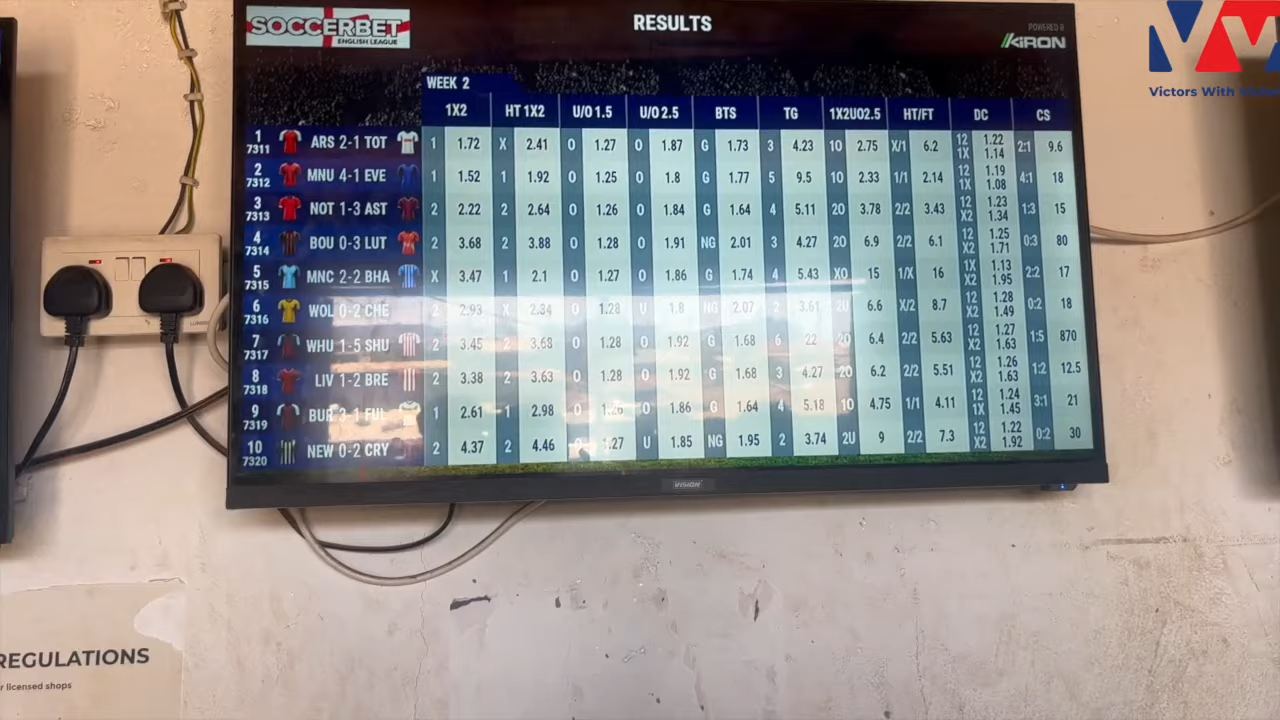 SOCCERBET
ENGLISH LEAGUE
RESULTS
POWERED B
KIRON
Victors With
WEEK 2
1X2 HT 1X2 U/O 1.5 U/O 2.5 BTS TG 1X2UO2.5 HT/FT DC CS
1 7311 ARS 2-1 TOT 1 1.72 X 2.41 O 1.27 O 1.87 G 1.73 3 4.23 1O 2.75 X/1 6.2 12 1.22 1X 1.14 2:1 9.6
2 7312 MNU 4-1 EVE 1 1.52 1 1.92 O 1.25 O 1.8 G 1.77 5 9.5 1O 2.33 1/1 2.14 12 1.19 1X 1.08 4:1 18
3 7313 NOT 1-3 AST 2 2.22 2 2.64 O 1.26 O 1.84 G 1.64 4 5.11 2O 3.78 2/2 3.43 12 1.23 X2 1.34 1:3 15
4 7314 BOU 0-3 LUT 2 3.68 2 3.88 O 1.28 O 1.91 NG 2.01 3 4.27 2O 6.9 2/2 6.1 12 1.25 X2 1.71 0:3 80
5 7315 MNC 2-2 BHA X 3.47 1 2.1 O 1.27 O 1.86 G 1.74 4 5.43 XO 15 1/X 16 1X 1.13 X2 1.95 2:2 17
6 7316 WOL 0-2 CHE 2 2.93 X 2.34 O 1.28 U 1.8 NG 2.07 2 3.61 2U 6.6 X/2 8.7 12 1.28 X2 1.49 0:2 18
7 7317 WHU 1-5 SHU 2 3.45 2 3.68 O 1.28 O 1.92 G 1.68 6 22 2O 6.4 2/2 5.63 12 1.27 X2 1.63 1:5 870
8 7318 LIV 1-2 BRE 2 3.38 2 3.63 O 1.28 O 1.92 G 1.68 3 4.27 2O 6.2 2/2 5.51 12 1.26 X2 1.63 1:2 12.5
9 7319 BUR 3-1 FUL 1 2.61 1 2.98 O 1.26 O 1.86 G 1.64 4 5.18 1O 4.75 1/1 4.11 12 1.24 1X 1.45 3:1 21
10 7320 NEW 0-2 CRY 2 4.37 2 4.46 O 1.27 U 1.85 NG 1.95 2 3.74 2U 9 2/2 7.3 12 1.22 X2 1.92 0:2 30
VISION
REGULATIONS
r licensed shops